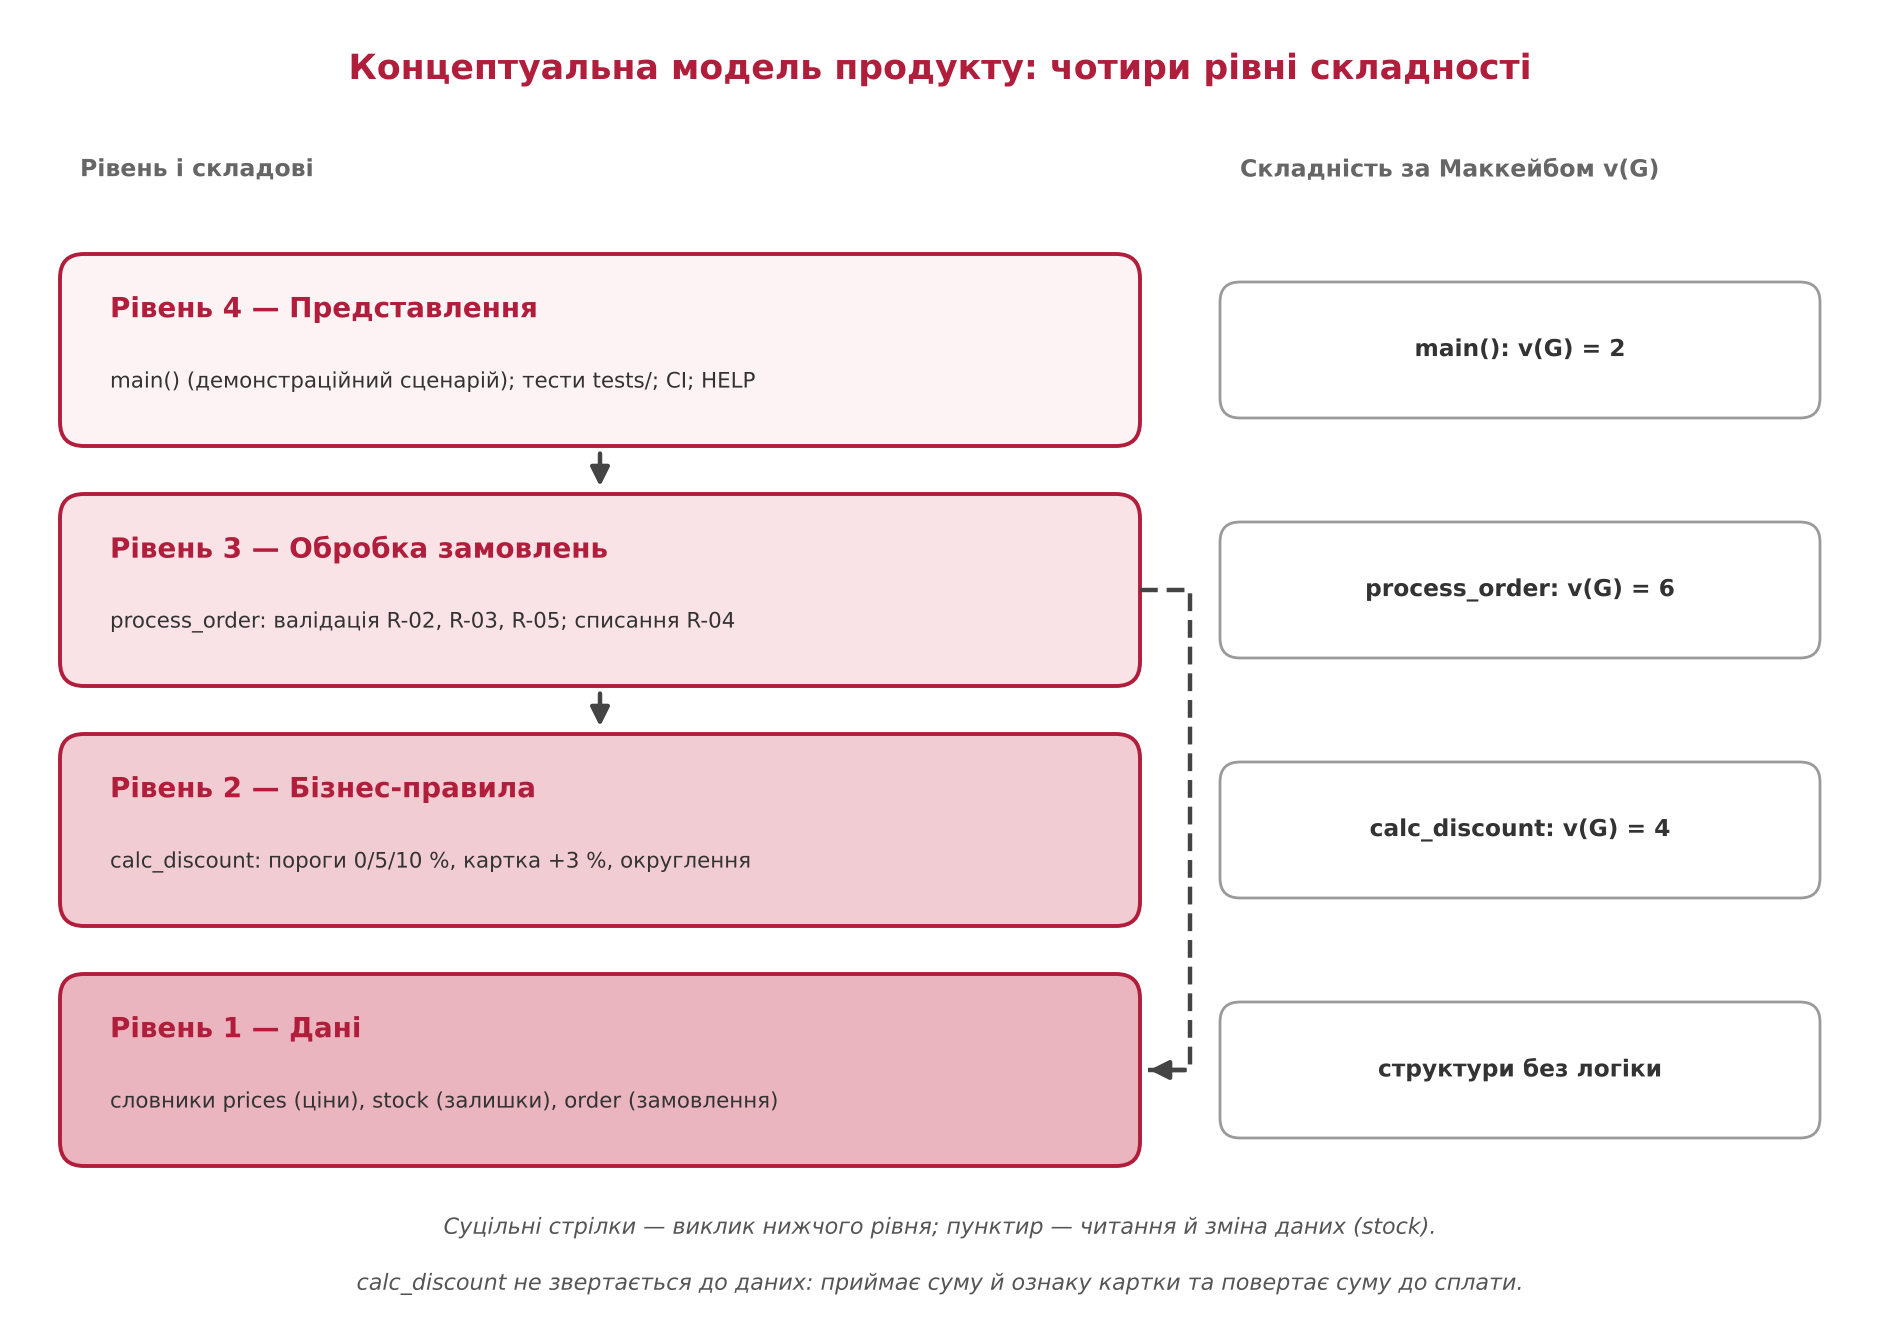 Концептуальна модель продукту: чотири рівні складності
Рівень і складові
Складність за Маккейбом v(G)
Рівень 4 — Представлення
main() (демонстраційний сценарій); тести tests/; CI; HELP
main(): v(G) = 2
Рівень 3 — Обробка замовлень
process_order: валідація R-02, R-03, R-05; списання R-04
process_order: v(G) = 6
Рівень 2 — Бізнес-правила
calc_discount: пороги 0/5/10 %, картка +3 %, округлення
calc_discount: v(G) = 4
Рівень 1 — Дані
словники prices (ціни), stock (залишки), order (замовлення)
структури без логіки
Суцільні стрілки — виклик нижчого рівня; пунктир — читання й зміна даних (stock).
calc_discount не звертається до даних: приймає суму й ознаку картки та повертає суму до сплати.